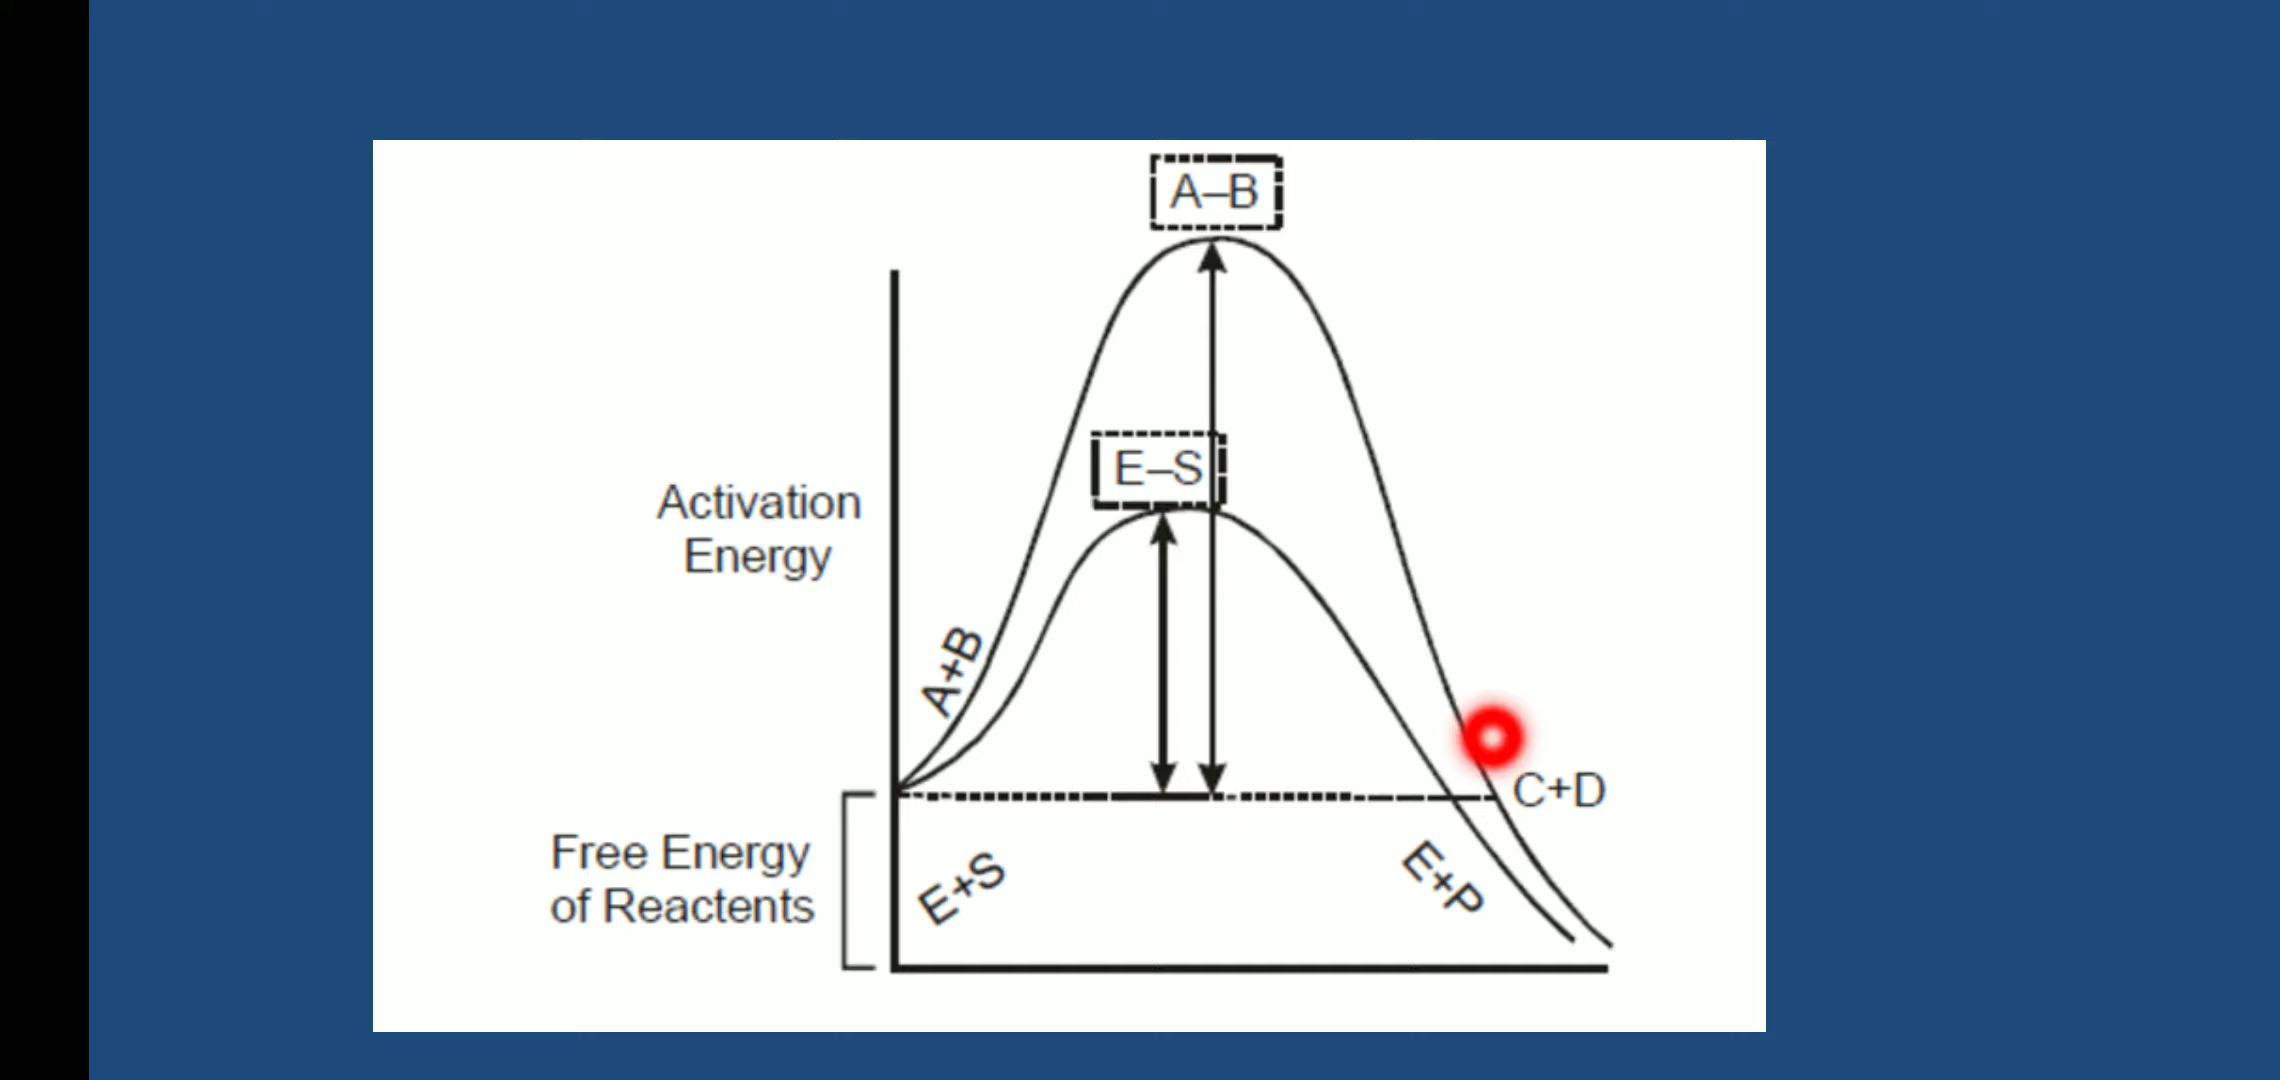 A–B
E–S
Activation
Energy
A+B
C+D
Free Energy
of Reactents
E+S
E+P